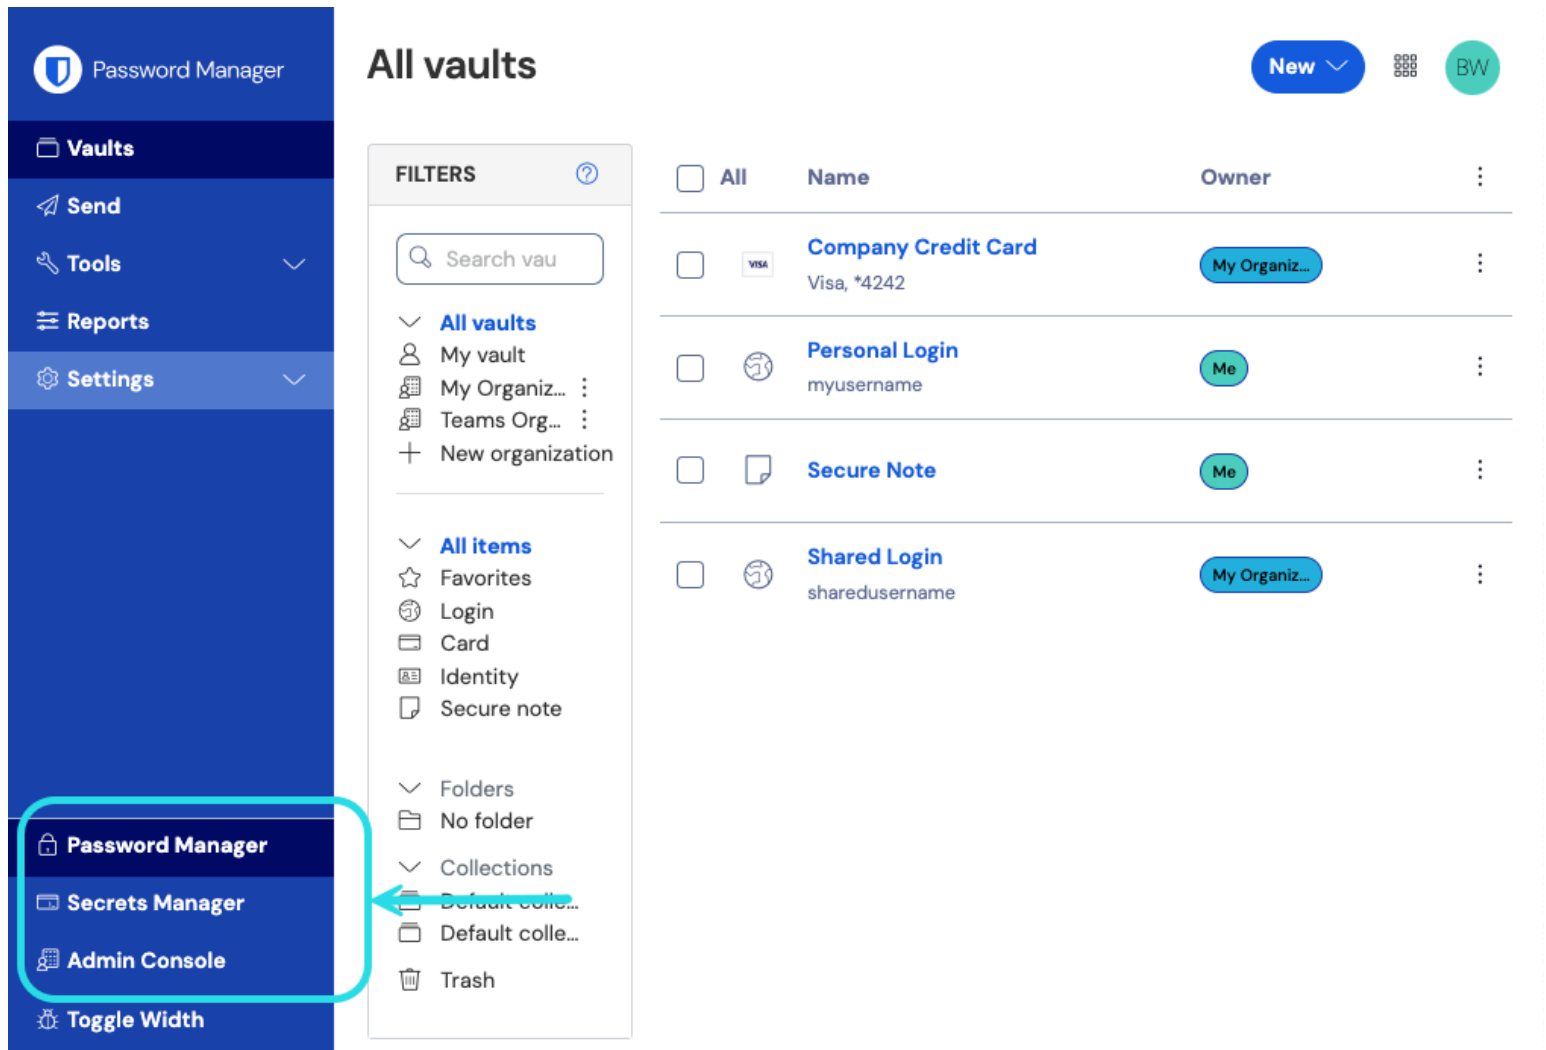 Password Manager
Vaults
Send
Tools
Reports
Settings
Password Manager
Secrets Manager
Admin Console
Toggle Width
All vaults
New
BW
FILTERS
Search vau
All vaults
My vault
My Organiz...
Teams Org...
New organization
All items
Favorites
Login
Card
Identity
Secure note
Folders
No folder
Collections
Default colle...
Default colle...
Trash
All Name Owner
VISA Company Credit Card My Organiz...
Visa, *4242
Personal Login Me
myusername
Secure Note Me
Shared Login My Organiz...
sharedusername